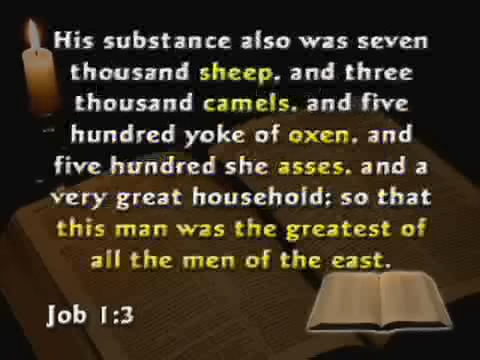 His substance also was seven
thousand sheep, and three
thousand camels, and five
hundred yoke of oxen, and
five hundred she asses, and a
very great household; so that
this man was the greatest of
all the men of the east.
Job 1:3